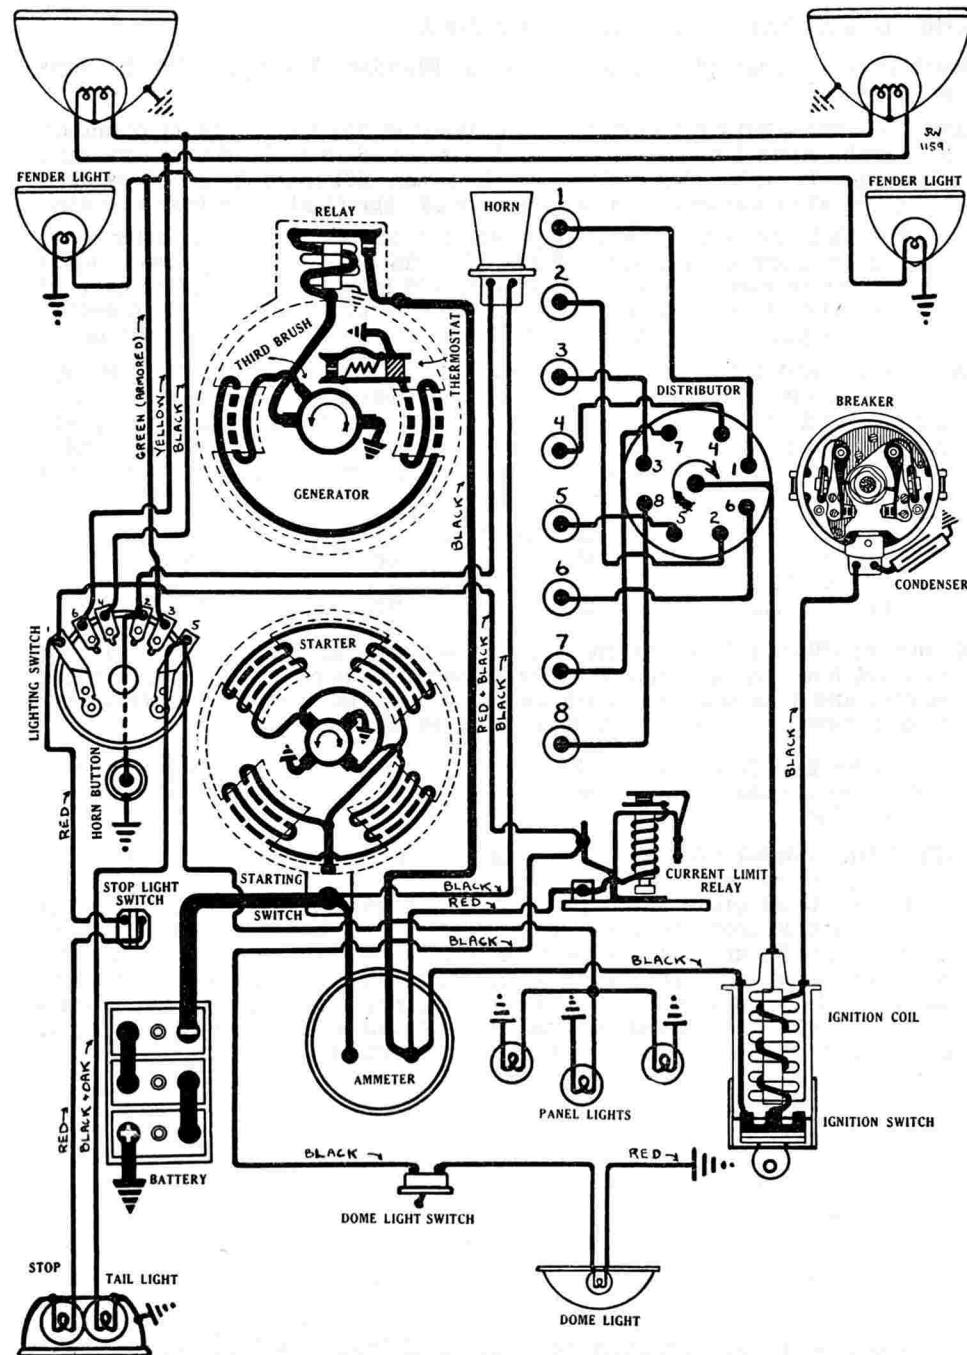 JRW
1159
FENDER LIGHT
FENDER LIGHT
RELAY
HORN
1
2
3
4
5
6
7
8
THIRD BRUSH
THERMOSTAT
GENERATOR
GREEN (ARMORED)
YELLOW
BLACK
BLACK
DISTRIBUTOR
7
4
3
1
8
6
5
2
BREAKER
CONDENSER
6
4
2
3
5
LIGHTING SWITCH
STARTER
RED & BLACK
BLACK
BLACK
RED
HORN BUTTON
STARTING
SWITCH
BLACK
RED
CURRENT LIMIT
RELAY
STOP LIGHT
SWITCH
BLACK
BLACK
IGNITION COIL
AMMETER
PANEL LIGHTS
IGNITION SWITCH
RED
BLACK & OAK
BATTERY
BLACK
RED
DOME LIGHT SWITCH
STOP
TAIL LIGHT
DOME LIGHT